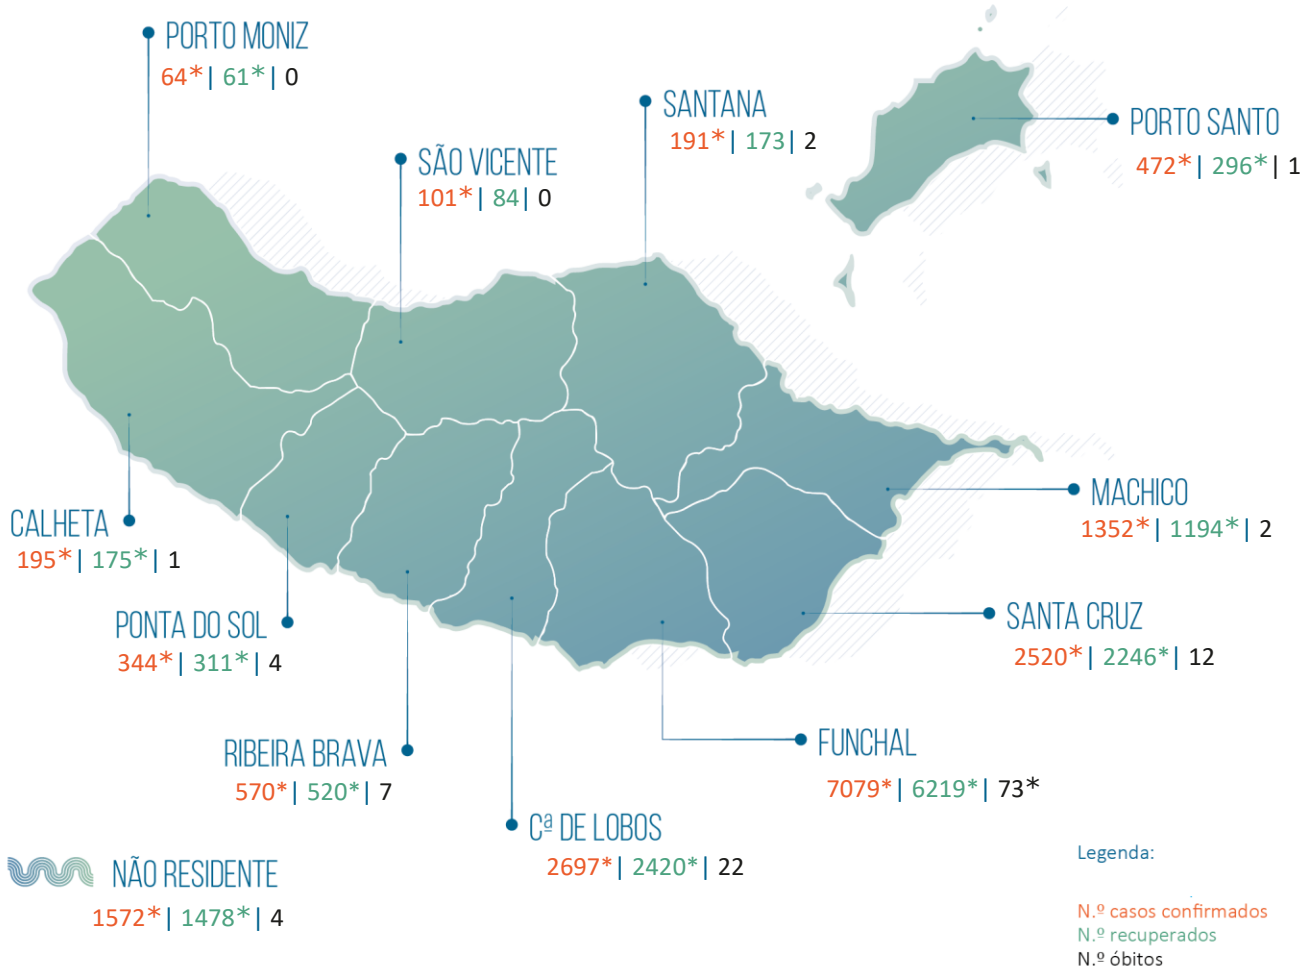 PORTO MONIZ
64*| 61*| 0
SANTANA
191*| 173| 2
PORTO SANTO
472*| 296*| 1
SÃO VICENTE
101*| 84| 0
MACHICO
1352*| 1194*| 2
CALHETA
195*| 175*| 1
PONTA DO SOL
344*| 311*| 4
SANTA CRUZ
2520*| 2246*| 12
RIBEIRA BRAVA
570*| 520*| 7
FUNCHAL
7079*| 6219*| 73*
Cª DE LOBOS
2697*| 2420*| 22
NÃO RESIDENTE
1572*| 1478*| 4
Legenda:
N.º casos confirmados
N.º recuperados
N.º óbitos